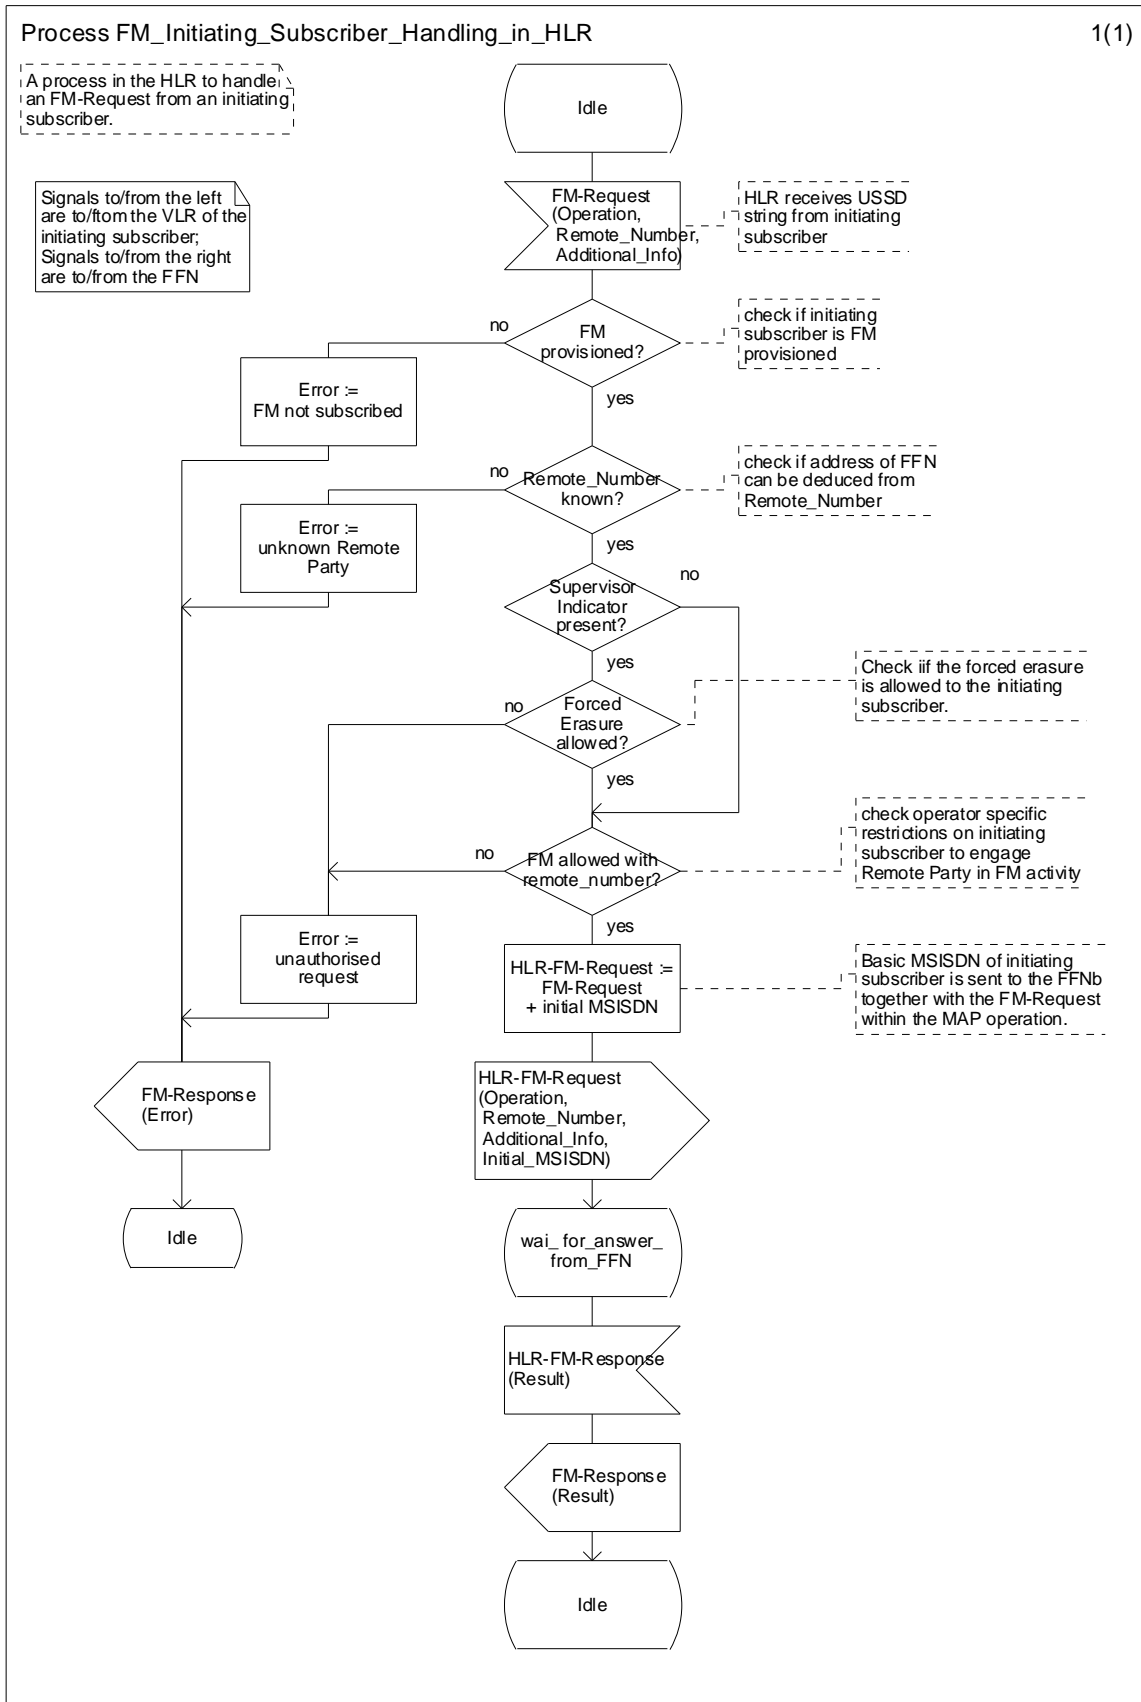 Process FM_Initiating_Subscriber_Handling_in_HLR
1(1)
A process in the HLR to handle
an FM-Request from an initiating
subscriber.
Idle
Signals to/from the left
are to/ftom the VLR of the
initiating subscriber;
Signals to/from the right
are to/from the FFN
FM-Request
(Operation,
Remote_Number,
Additional_Info)
HLR receives USSD
string from initiating
subscriber
no
FM
provisioned?
check if initiating
subscriber is FM
provisioned
Error :=
FM not subscribed
yes
no
Remote_Number
known?
check if address of FFN
can be deduced from
Remote_Number
Error :=
unknown Remote
Party
yes
no
Supervisor
Indicator
present?
yes
Check iif the forced erasure
is allowed to the initiating
subscriber.
no
Forced
Erasure
allowed?
yes
check operator specific
restrictions on initiating
subscriber to engage
Remote Party in FM activity
no
FM allowed with
remote_number?
yes
Error :=
unauthorised
request
HLR-FM-Request :=
FM-Request
+ initial MSISDN
Basic MSISDN of initiating
subscriber is sent to the FFNb
together with the FM-Request
within the MAP operation.
FM-Response
(Error)
HLR-FM-Request
(Operation,
Remote_Number,
Additional_Info,
Initial_MSISDN)
Idle
wai_for_answer_
from_FFN
HLR-FM-Response
(Result)
FM-Response
(Result)
Idle